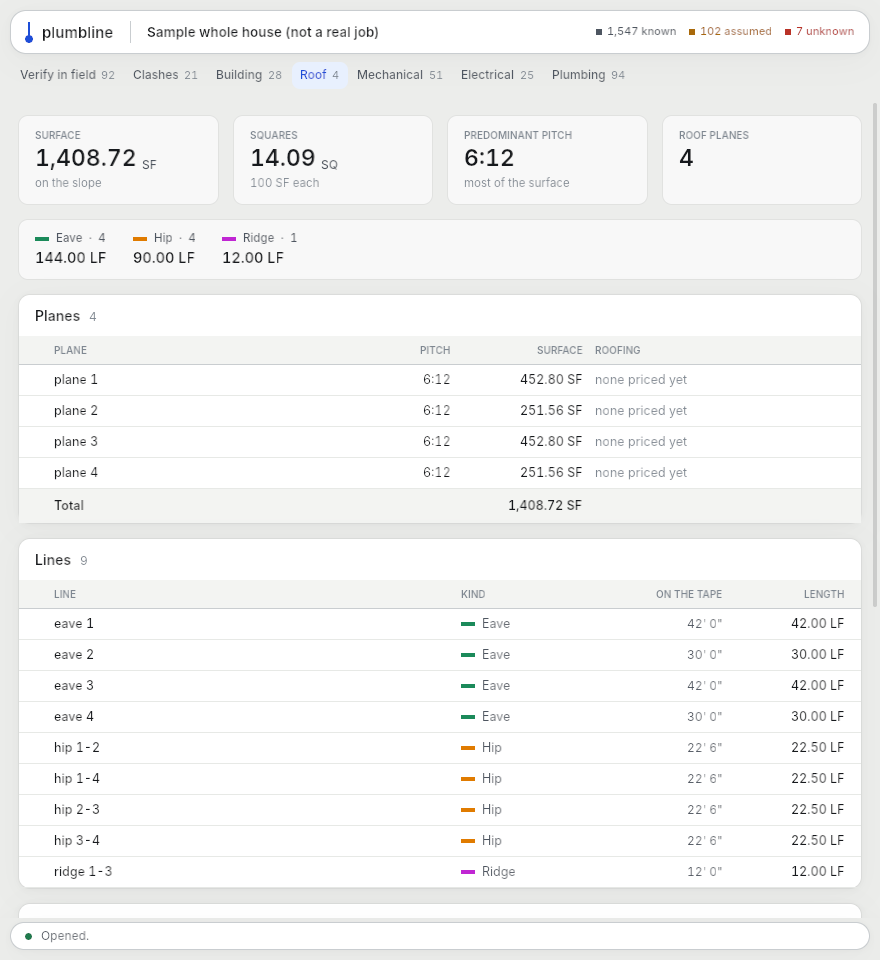 plumbline
Sample whole house (not a real job)
1,547 known 102 assumed 7 unknown
Verify in field 92 Clashes 21 Building 28 Roof 4 Mechanical 51 Electrical 25 Plumbing 94
SURFACE
1,408.72 SF
on the slope
SQUARES
14.09 SQ
100 SF each
PREDOMINANT PITCH
6:12
most of the surface
ROOF PLANES
4
Eave · 4
144.00 LF
Hip · 4
90.00 LF
Ridge · 1
12.00 LF
Planes 4
PLANE PITCH SURFACE ROOFING
plane 1 6:12 452.80 SF none priced yet
plane 2 6:12 251.56 SF none priced yet
plane 3 6:12 452.80 SF none priced yet
plane 4 6:12 251.56 SF none priced yet
Total 1,408.72 SF
Lines 9
LINE KIND ON THE TAPE LENGTH
eave 1 Eave 42' 0" 42.00 LF
eave 2 Eave 30' 0" 30.00 LF
eave 3 Eave 42' 0" 42.00 LF
eave 4 Eave 30' 0" 30.00 LF
hip 1-2 Hip 22' 6" 22.50 LF
hip 1-4 Hip 22' 6" 22.50 LF
hip 2-3 Hip 22' 6" 22.50 LF
hip 3-4 Hip 22' 6" 22.50 LF
ridge 1-3 Ridge 12' 0" 12.00 LF
Opened.